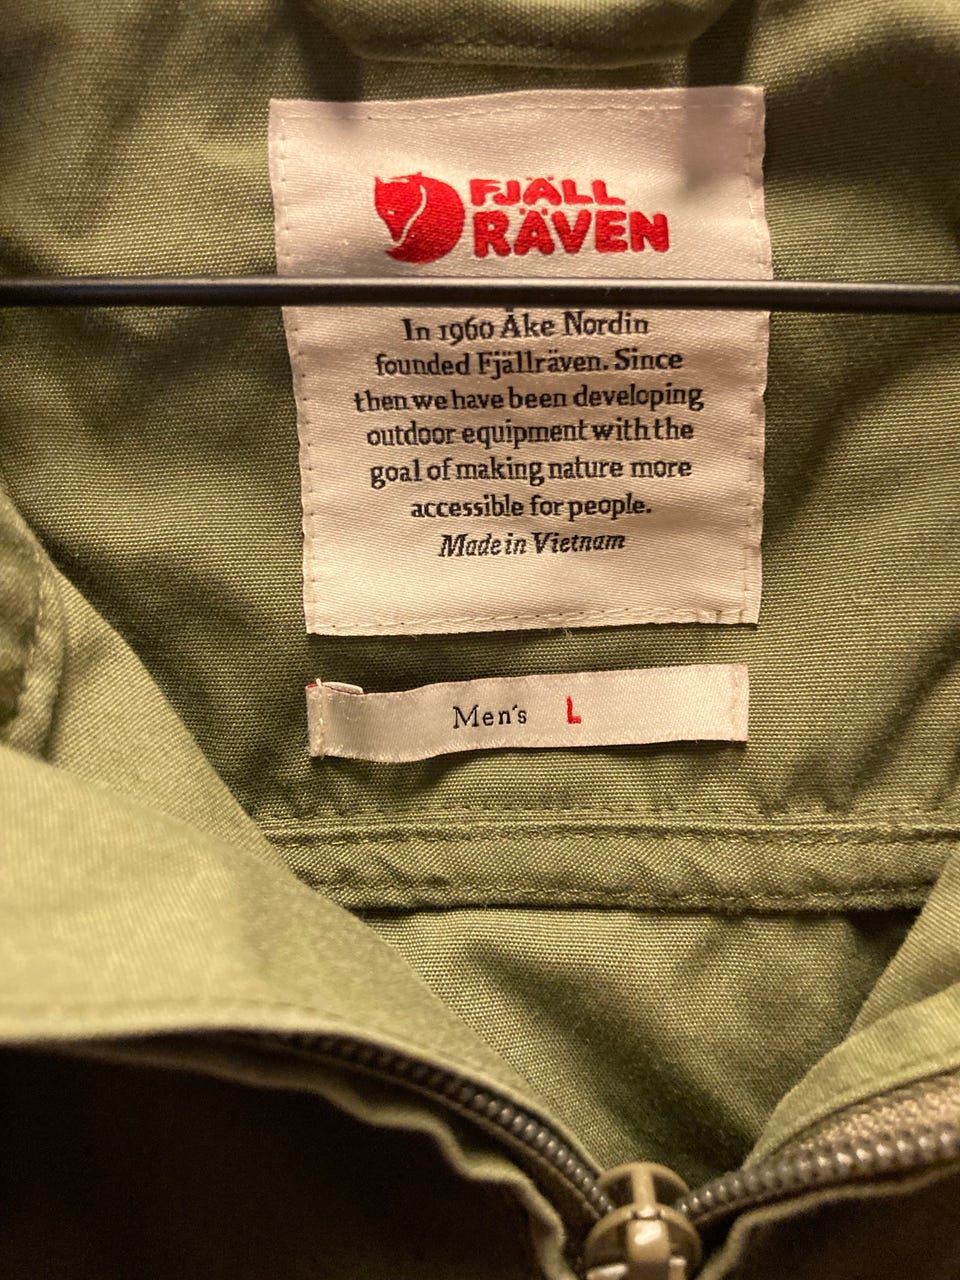 FJÄLL
RÄVEN
In 1960 Åke Nordin
founded Fjällräven. Since
then we have been developing
outdoor equipment with the
goal of making nature more
accessible for people.
Made in Vietnam
Men's L